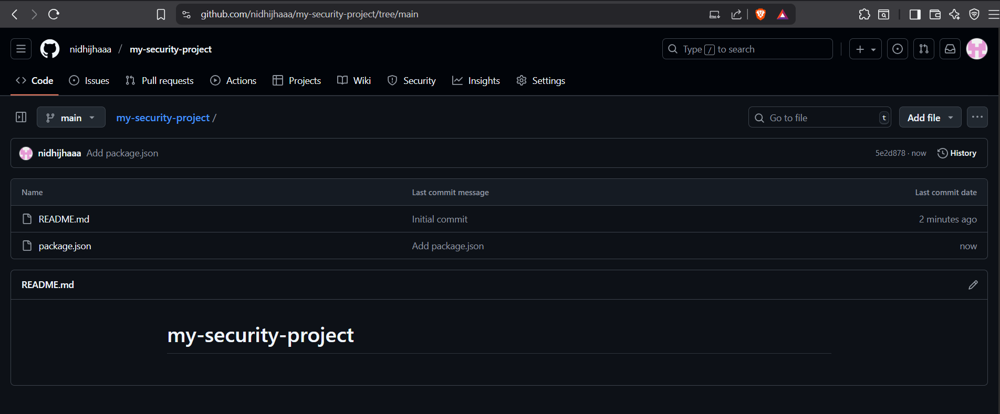 github.com/nidhijhaaa/my-security-project/tree/main
nidhijhaaa / my-security-project
Type / to search
Code Issues Pull requests Actions Projects Wiki Security Insights Settings
main my-security-project / Go to file t Add file
nidhijhaaa Add package.json 5e2d878 · now History
Name Last commit message Last commit date
README.md Initial commit 2 minutes ago
package.json Add package.json now
README.md
my-security-project